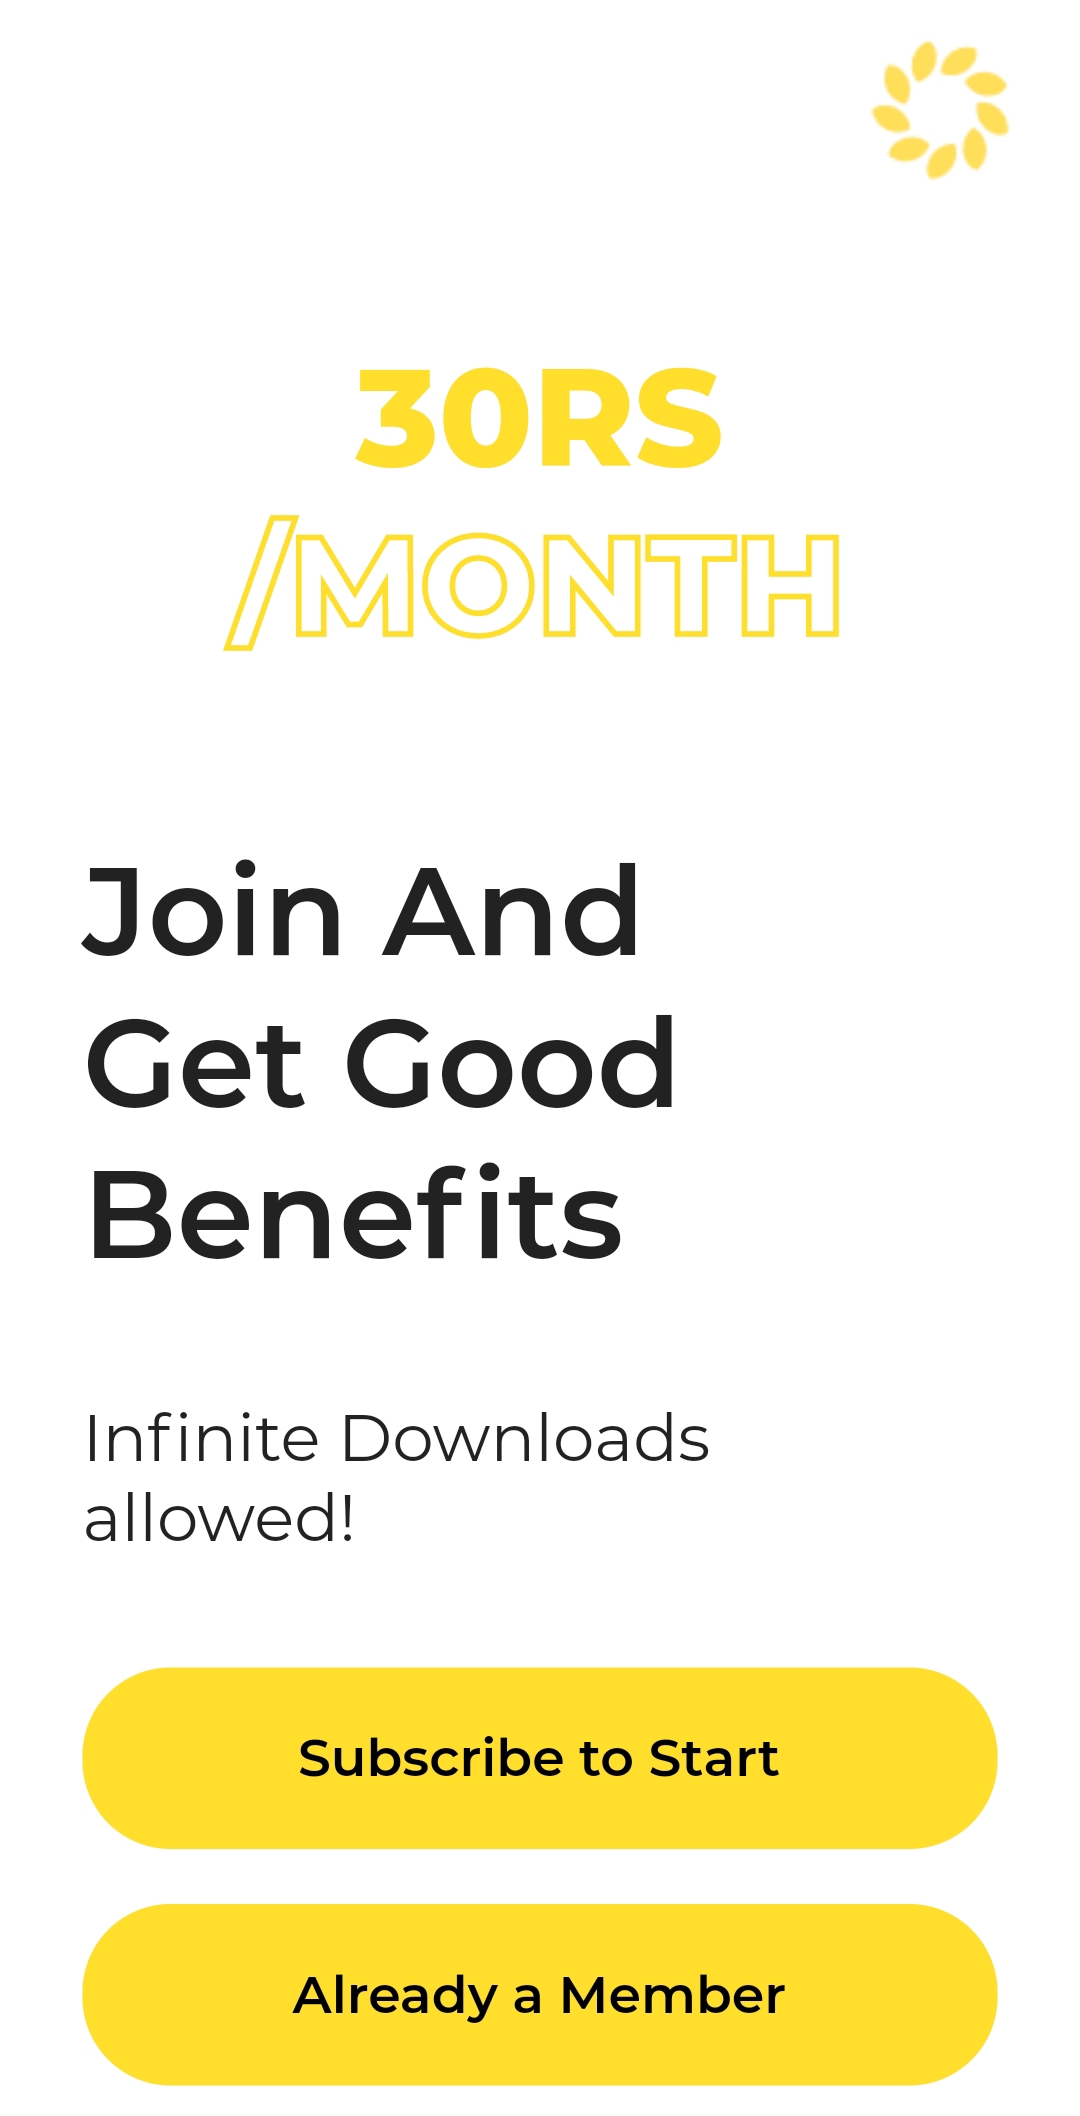 30RS
/MONTH
Join And
Get Good
Benefits
Infinite Downloads
allowed!
Subscribe to Start
Already a Member